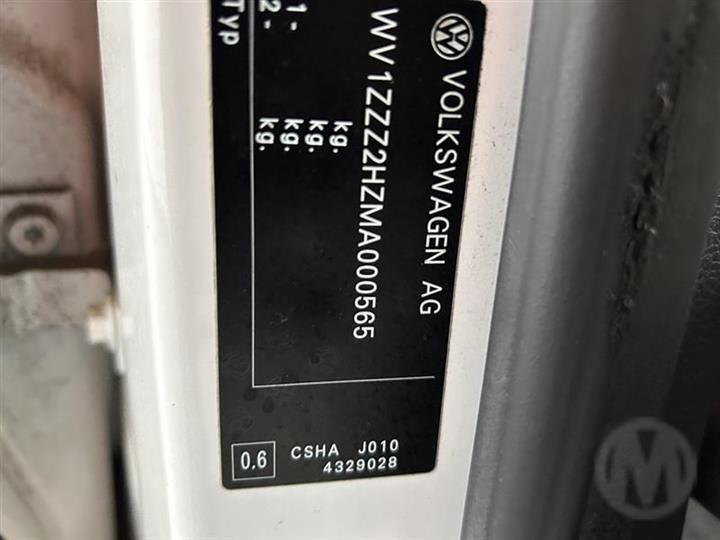 VOLKSWAGEN AG
WV1ZZZ2HZMA000565
kg.
kg.
1 - kg.
2 - kg.
Typ
0.6
CSHA J010
4329028
M